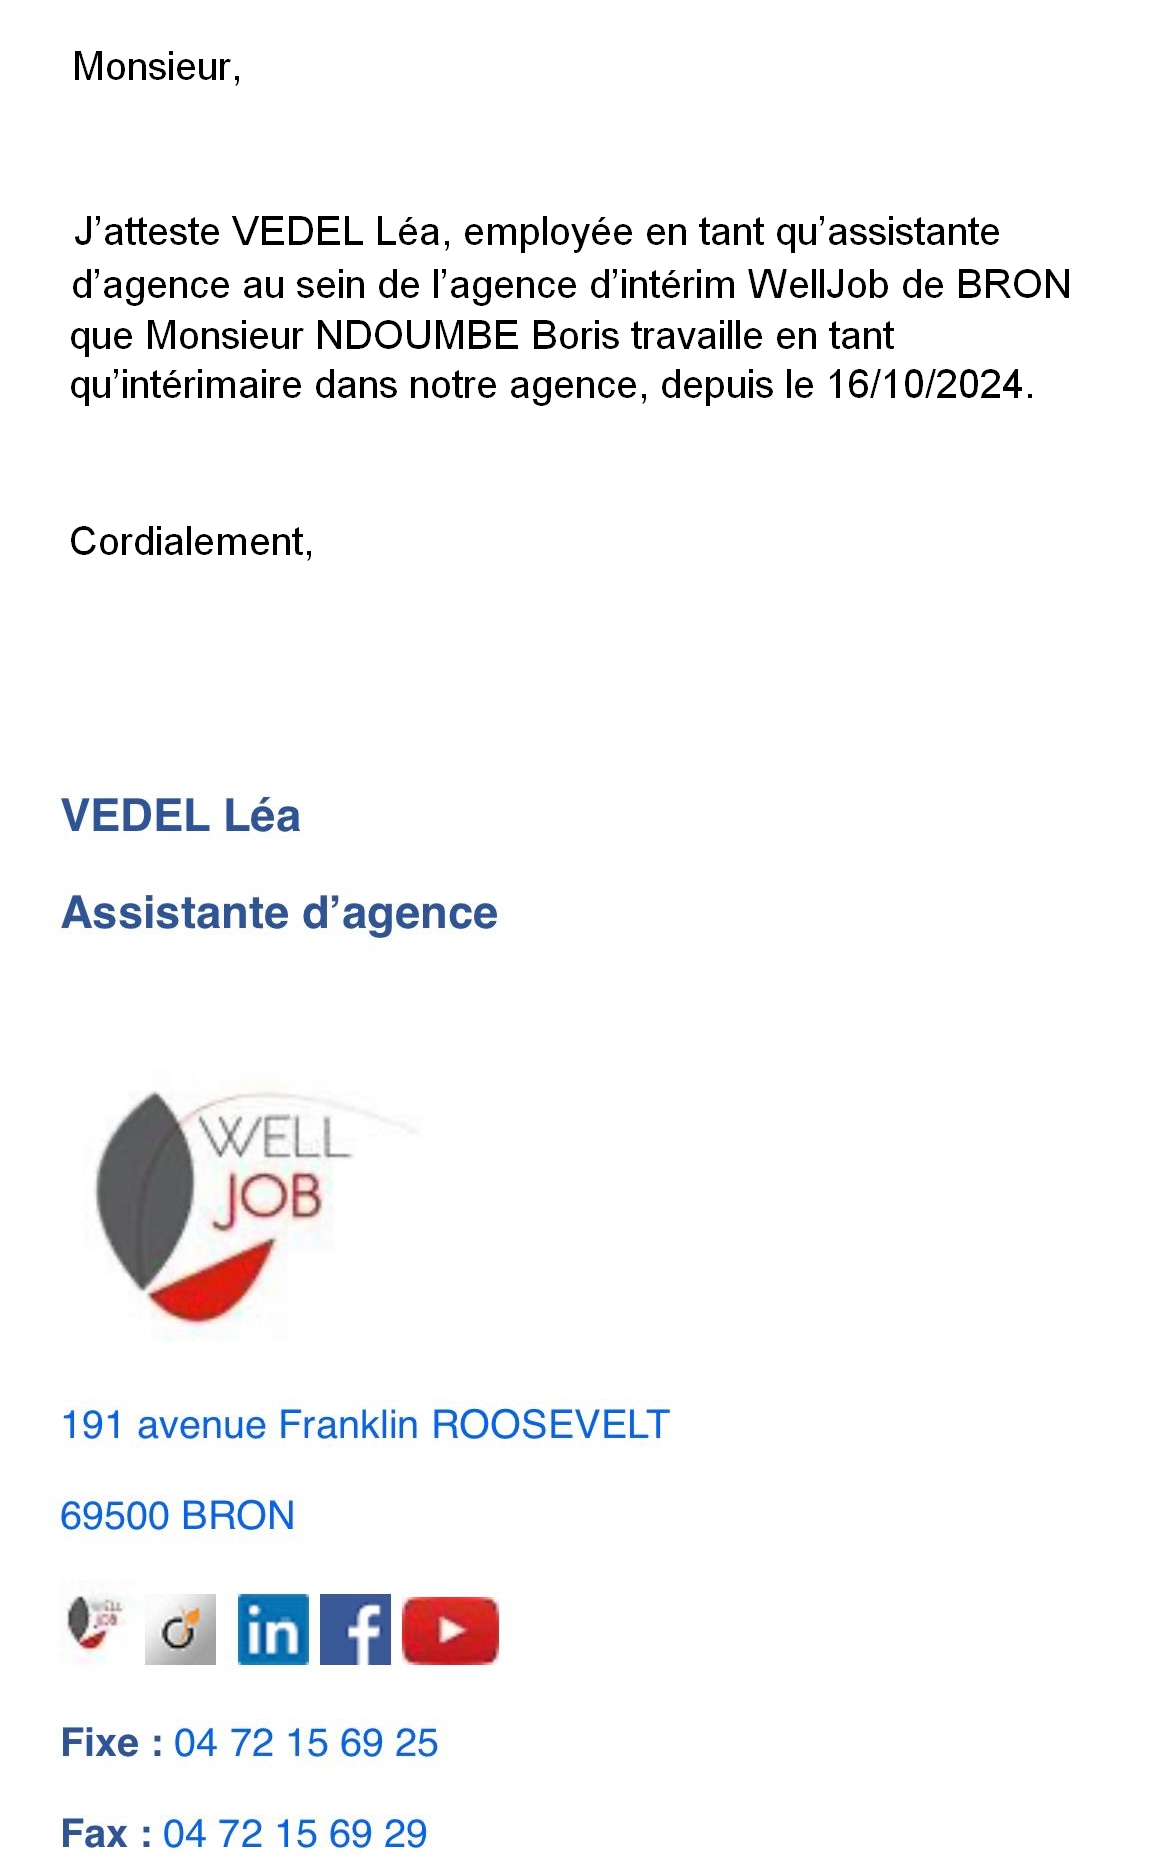 Monsieur,
J’atteste VEDEL Léa, employée en tant qu’assistante
d’agence au sein de l’agence d’intérim WellJob de BRON
que Monsieur NDOUMBE Boris travaille en tant
qu’intérimaire dans notre agence, depuis le 16/10/2024.
Cordialement,
VEDEL Léa
Assistante d’agence
WELL
JOB
191 avenue Franklin ROOSEVELT
69500 BRON
WELL
JOB
in
f
Fixe : 04 72 15 69 25
Fax : 04 72 15 69 29